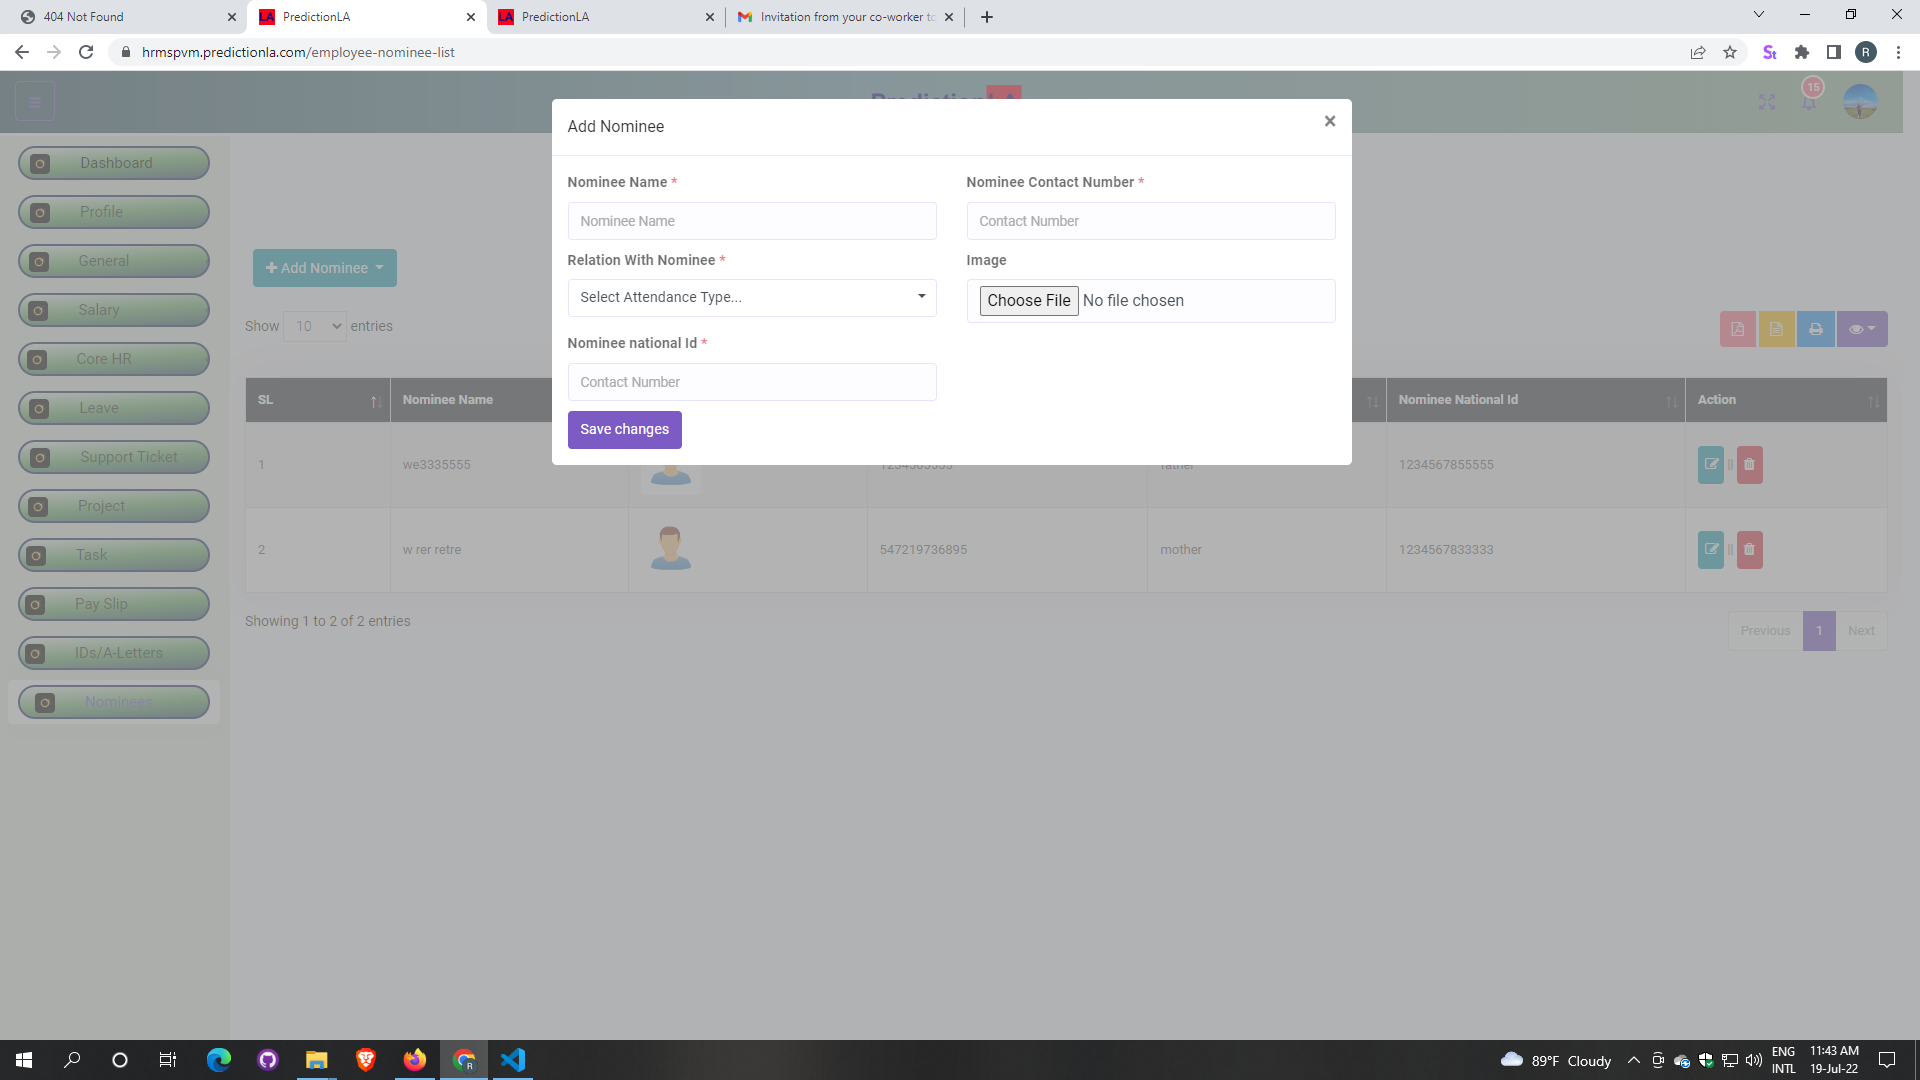 404 Not Found
PredictionLA
PredictionLA
Invitation from your co-worker to
hrmspvm.predictionla.com/employee-nominee-list
R
15
Add Nominee
×
Nominee Name *
Nominee Contact Number *
Nominee Name
Contact Number
Relation With Nominee *
Image
Select Attendance Type...
Choose File No file chosen
Nominee national Id *
Contact Number
Save changes
Dashboard
Profile
General
Salary
Core HR
Leave
Support Ticket
Project
Task
Pay Slip
IDs/A-Letters
Nominees
Add Nominee
Show 10 entries
SL Nominee Name Nominee National Id Action
1 we3335555 father 1234567855555 ||
2 w rer retre 547219736895 mother 1234567833333 ||
Showing 1 to 2 of 2 entries
Previous 1 Next
89°F Cloudy
ENG
INTL
11:43 AM
19-Jul-22